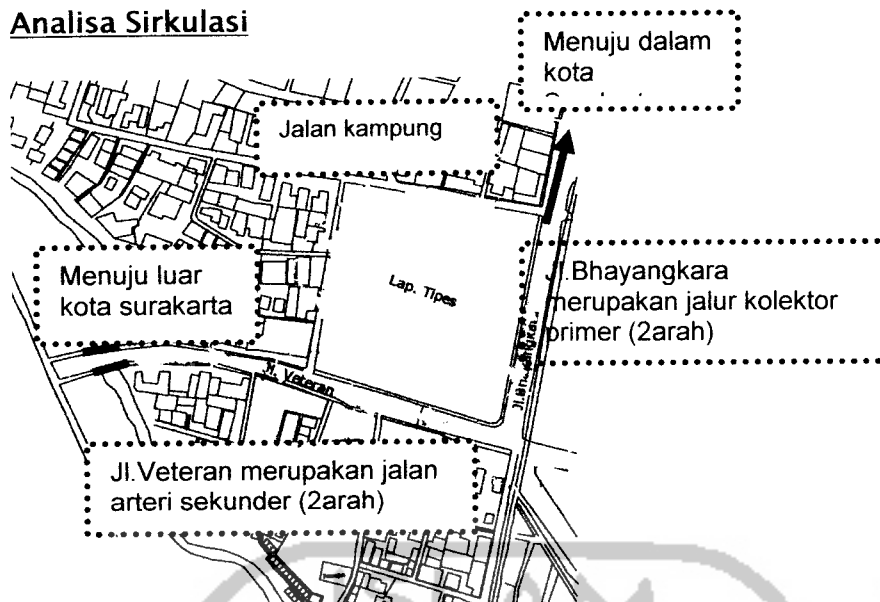 Analisa Sirkulasi
Menuju dalam
kota
Jalan kampung
Menuju luar
kota surakarta
Lap. Tipes
Jl.Bhayangkara
merupakan jalur kolektor
primer (2arah)
Jl. Veteran
Jl.Veteran merupakan jalan
arteri sekunder (2arah)